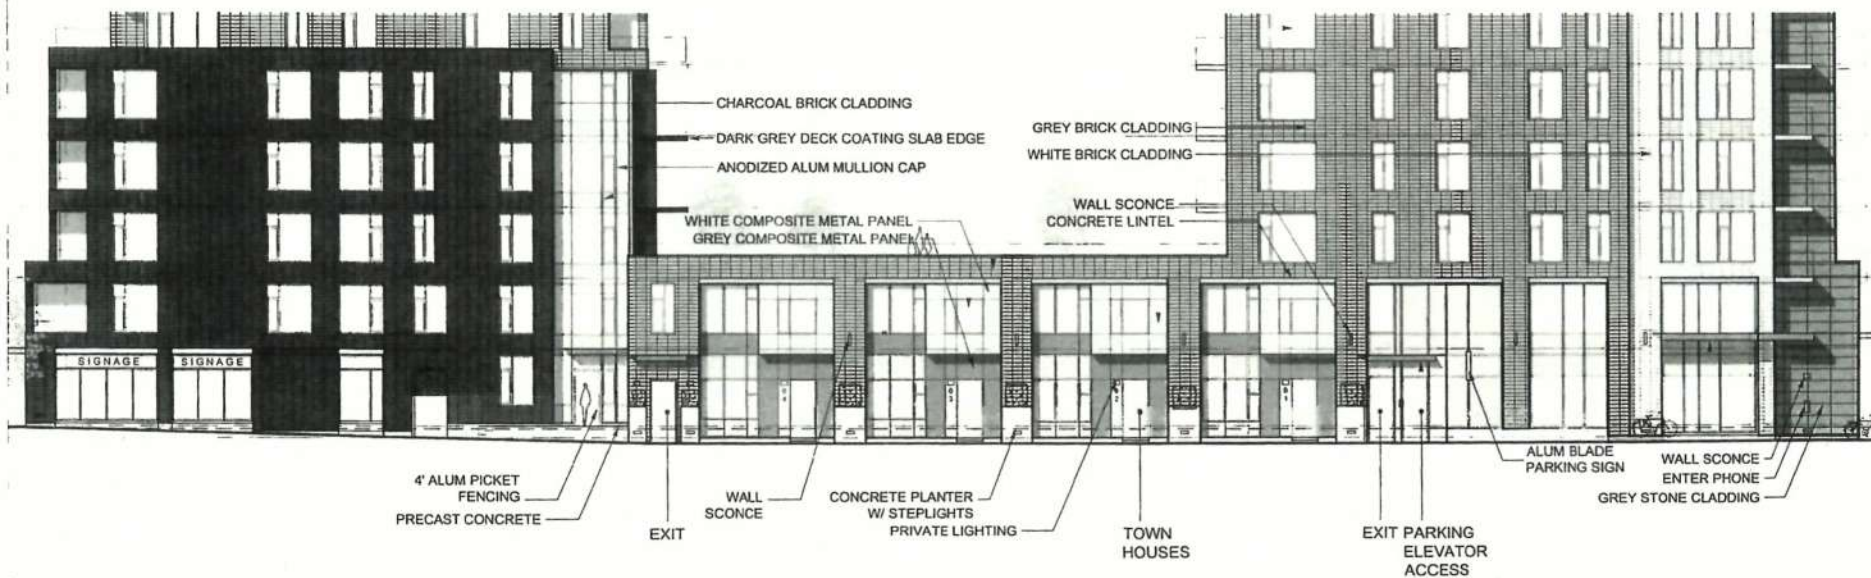 CHARCOAL BRICK CLADDING
DARK GREY DECK COATING SLAB EDGE
ANODIZED ALUM MULLION CAP
WHITE COMPOSITE METAL PANEL
GREY COMPOSITE METAL PANEL
GREY BRICK CLADDING
WHITE BRICK CLADDING
WALL SCONCE
CONCRETE LINTEL
SIGNAGE
SIGNAGE
4' ALUM PICKET
FENCING
PRECAST CONCRETE
EXIT
WALL
SCONCE
CONCRETE PLANTER
W/ STEPLIGHTS
PRIVATE LIGHTING
TOWN
HOUSES
EXIT
PARKING
ELEVATOR
ACCESS
ALUM BLADE
PARKING SIGN
WALL SCONCE
ENTER PHONE
GREY STONE CLADDING